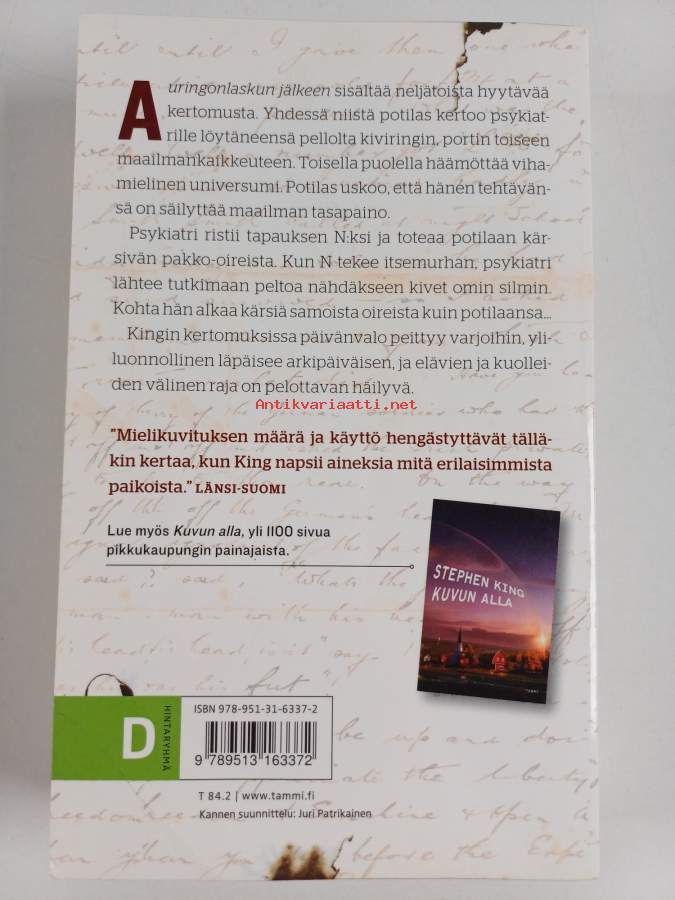 Auringonlaskun jälkeen sisältää neljätoista hyytävää
kertomusta. Yhdessä niistä potilas kertoo psykiat-
rille löytäneensä pellolta kiviringin, portin toiseen
maailmankaikkeuteen. Toisella puolella häämöttää viha-
mielinen universumi. Potilas uskoo, että hänen tehtävän-
sä on säilyttää maailman tasapaino.
Psykiatri ristii tapauksen N:ksi ja toteaa potilaan kär-
sivän pakko-oireista. Kun N tekee itsemurhan, psykiatri
lähtee tutkimaan peltoa nähdäkseen kivet omin silmin.
Kohta hän alkaa kärsiä samoista oireista kuin potilaansa...
Kingin kertomuksissa päivänvalo peittyy varjoihin, yli-
luonnollinen läpäisee arkipäiväisen, ja elävien ja kuollei-
den välinen raja on pelottavan häilyvä.
Antikvariaatti.net
"Mielikuvituksen määrä ja käyttö hengästyttävät tällä-
kin kertaa, kun King napsii aineksia mitä erilaisimmista
paikoista." LÄNSI-SUOMI
Lue myös Kuvun alla, yli 1100 sivua
pikkukaupungin painajaista.
STEPHEN KING
KUVUN ALLA
D
HINTARYHMÄ
ISBN 978-951-31-6337-2
9 789513 163372
T 84.2 | www.tammi.fi
Kannen suunnittelu: Juri Patrikainen